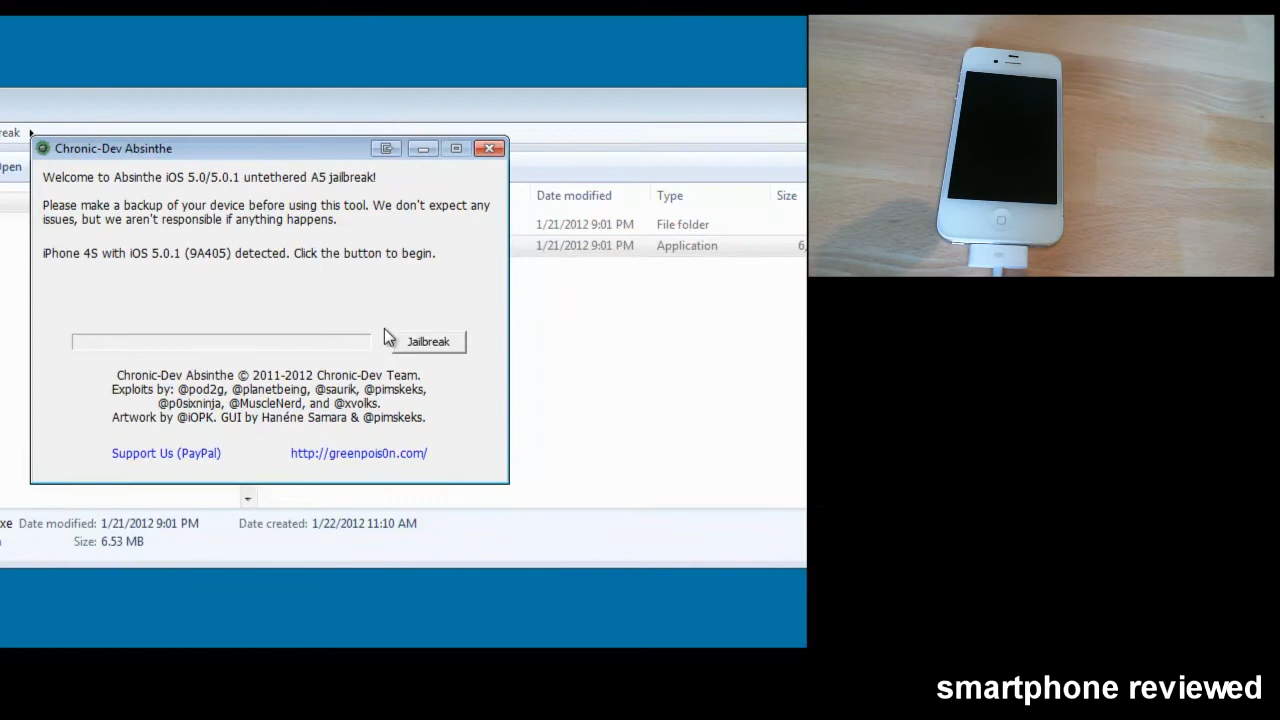 reak
Chronic-Dev Absinthe
Open
Welcome to Absinthe iOS 5.0/5.0.1 untethered A5 jailbreak!
Please make a backup of your device before using this tool. We don't expect any
issues, but we aren't responsible if anything happens.
Date modified Type Size
1/21/2012 9:01 PM File folder
1/21/2012 9:01 PM Application 6,
iPhone 4S with iOS 5.0.1 (9A405) detected. Click the button to begin.
Jailbreak
Chronic-Dev Absinthe © 2011-2012 Chronic-Dev Team.
Exploits by: @pod2g, @planetbeing, @saurik, @pimskeks,
@p0sixninja, @MuscleNerd, and @xvolks.
Artwork by @iOPK. GUI by Hanéne Samara & @pimskeks.
Support Us (PayPal) http://greenpois0n.com/
xe Date modified: 1/21/2012 9:01 PM Date created: 1/22/2012 11:10 AM
Size: 6.53 MB
smartphone reviewed